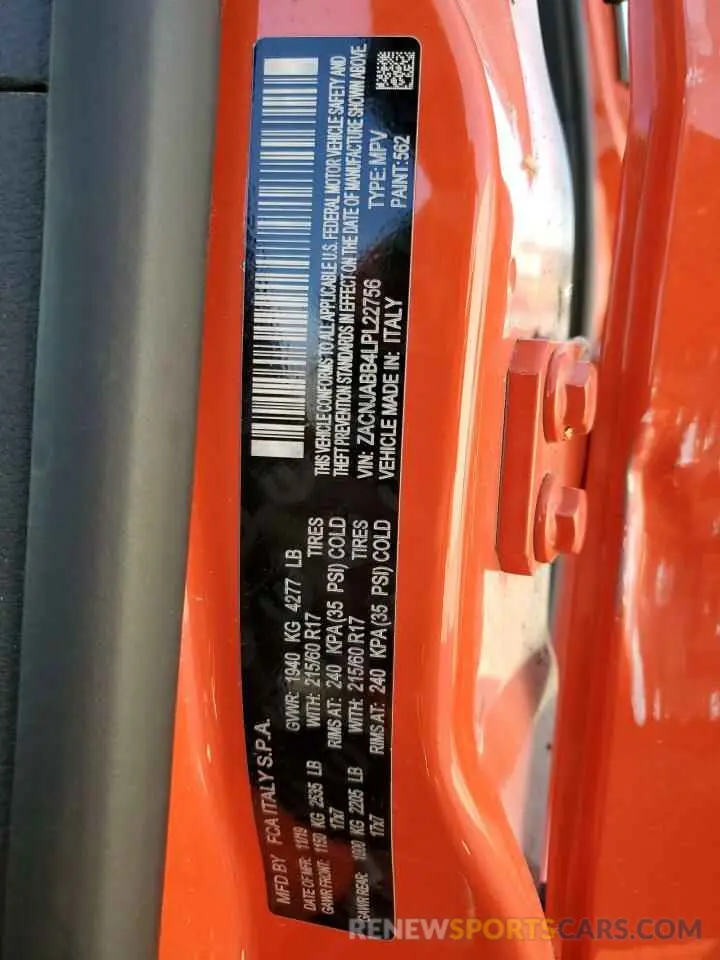 MFD BY FCA ITALY S.P.A.
DATE OF MFR: 11/19 GVWR: 1940 KG 4277 LB
GAWR FRONT: 1150 KG 2535 LB WITH: 215/60 R17 TIRES
17x7 RIMS AT: 240 KPA (35 PSI) COLD
GAWR REAR: 1000 KG 2205 LB WITH: 215/60 R17 TIRES
17x7 RIMS AT: 240 KPA (35 PSI) COLD
THIS VEHICLE CONFORMS TO ALL APPLICABLE U.S. FEDERAL MOTOR VEHICLE SAFETY AND
THEFT PREVENTION STANDARDS IN EFFECT ON THE DATE OF MANUFACTURE SHOWN ABOVE.
VIN: ZACNJABB4LPL22756 TYPE: MPV
VEHICLE MADE IN: ITALY PAINT: 562
RENEWSPORTSCARS.COM